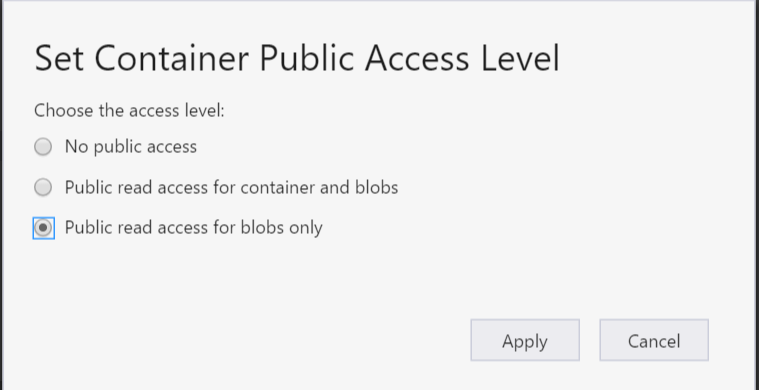 Set Container Public Access Level
Choose the access level:
No public access
Public read access for container and blobs
Public read access for blobs only
Apply
Cancel